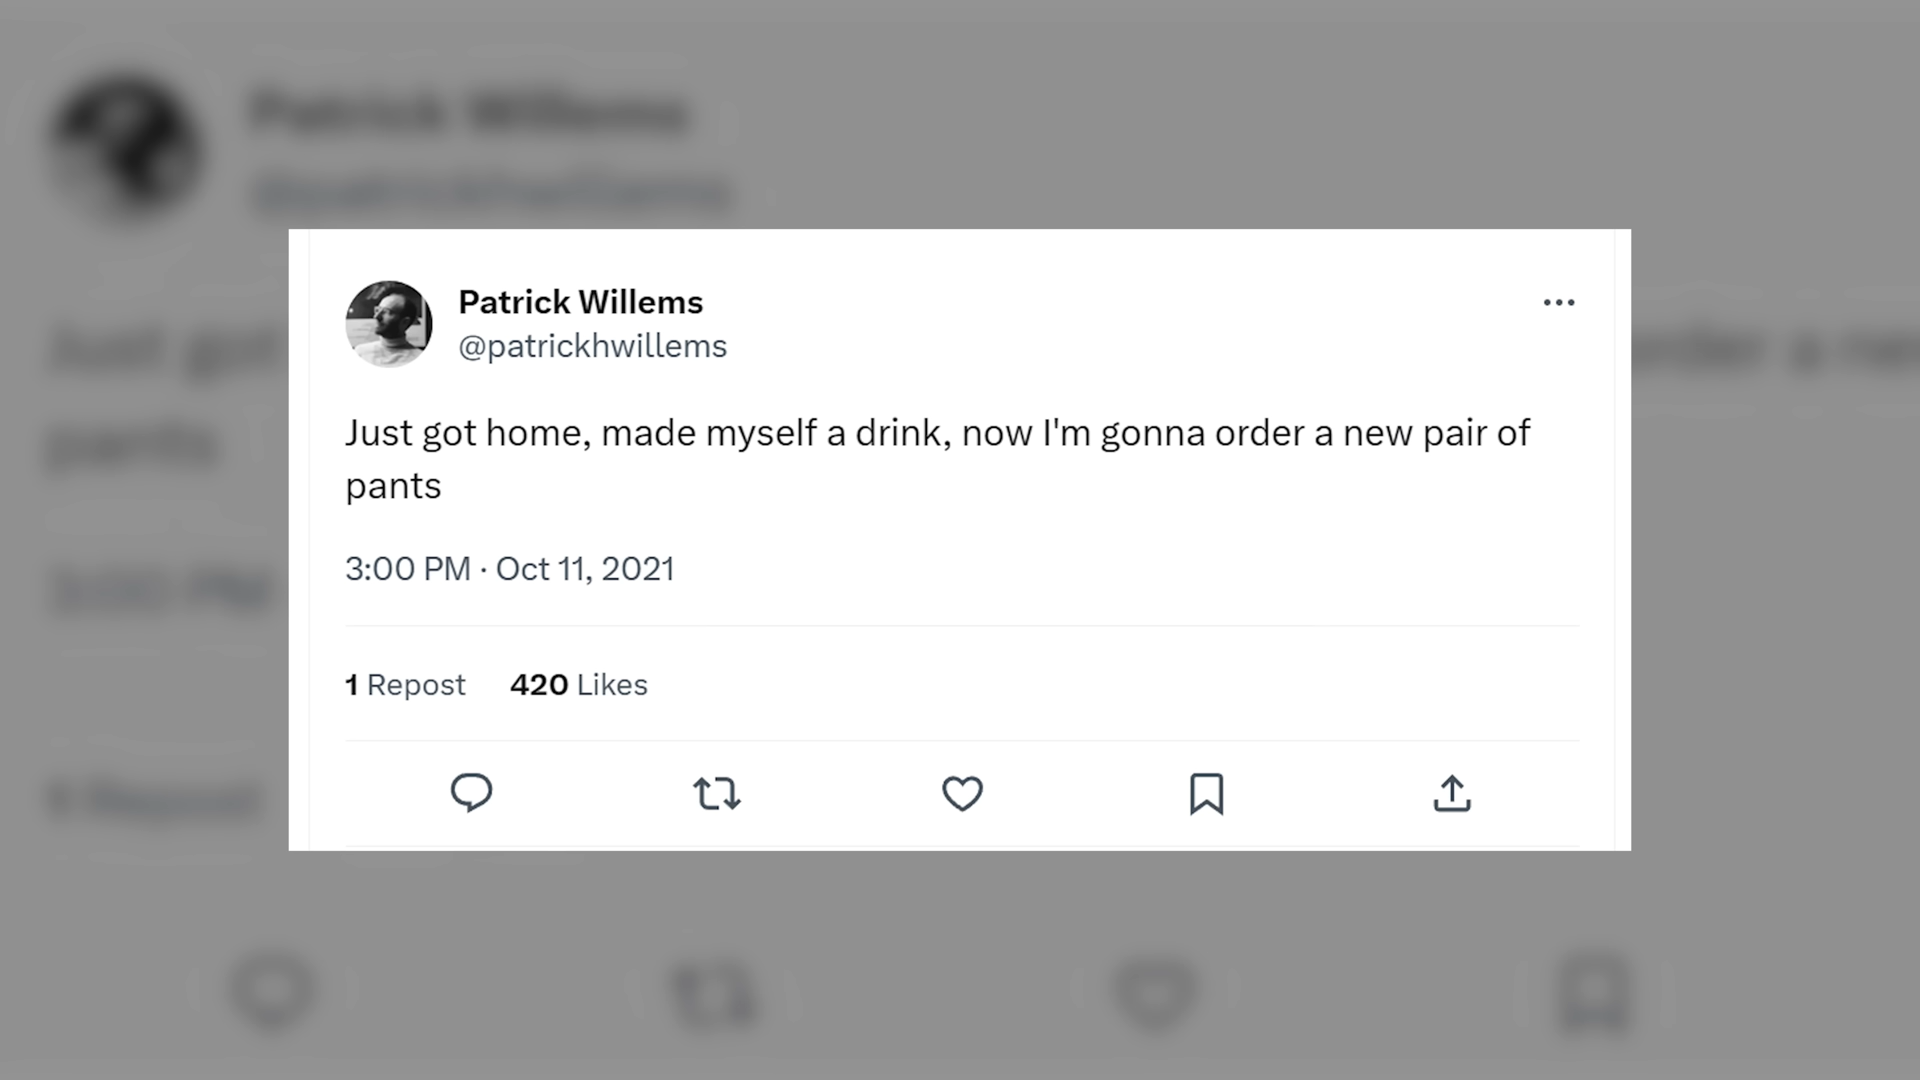 Patrick Willems
@patrickhwillems
Just got home, made myself a drink, now I'm gonna order a new pair of
pants
3:00 PM · Oct 11, 2021
1 Repost 420 Likes